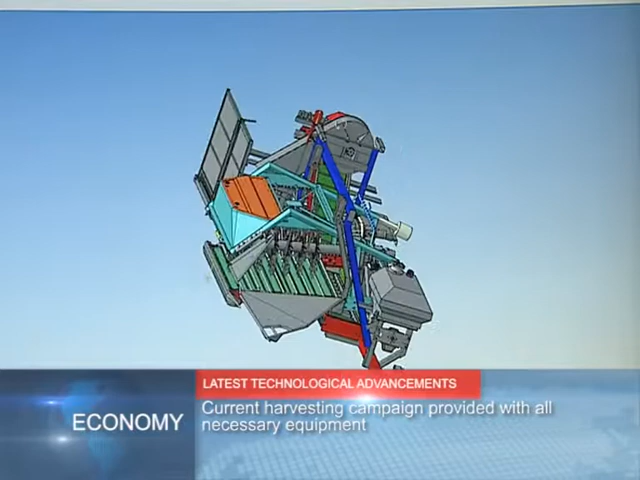 LATEST TECHNOLOGICAL ADVANCEMENTS
ECONOMY
Current harvesting campaign provided with all
necessary equipment